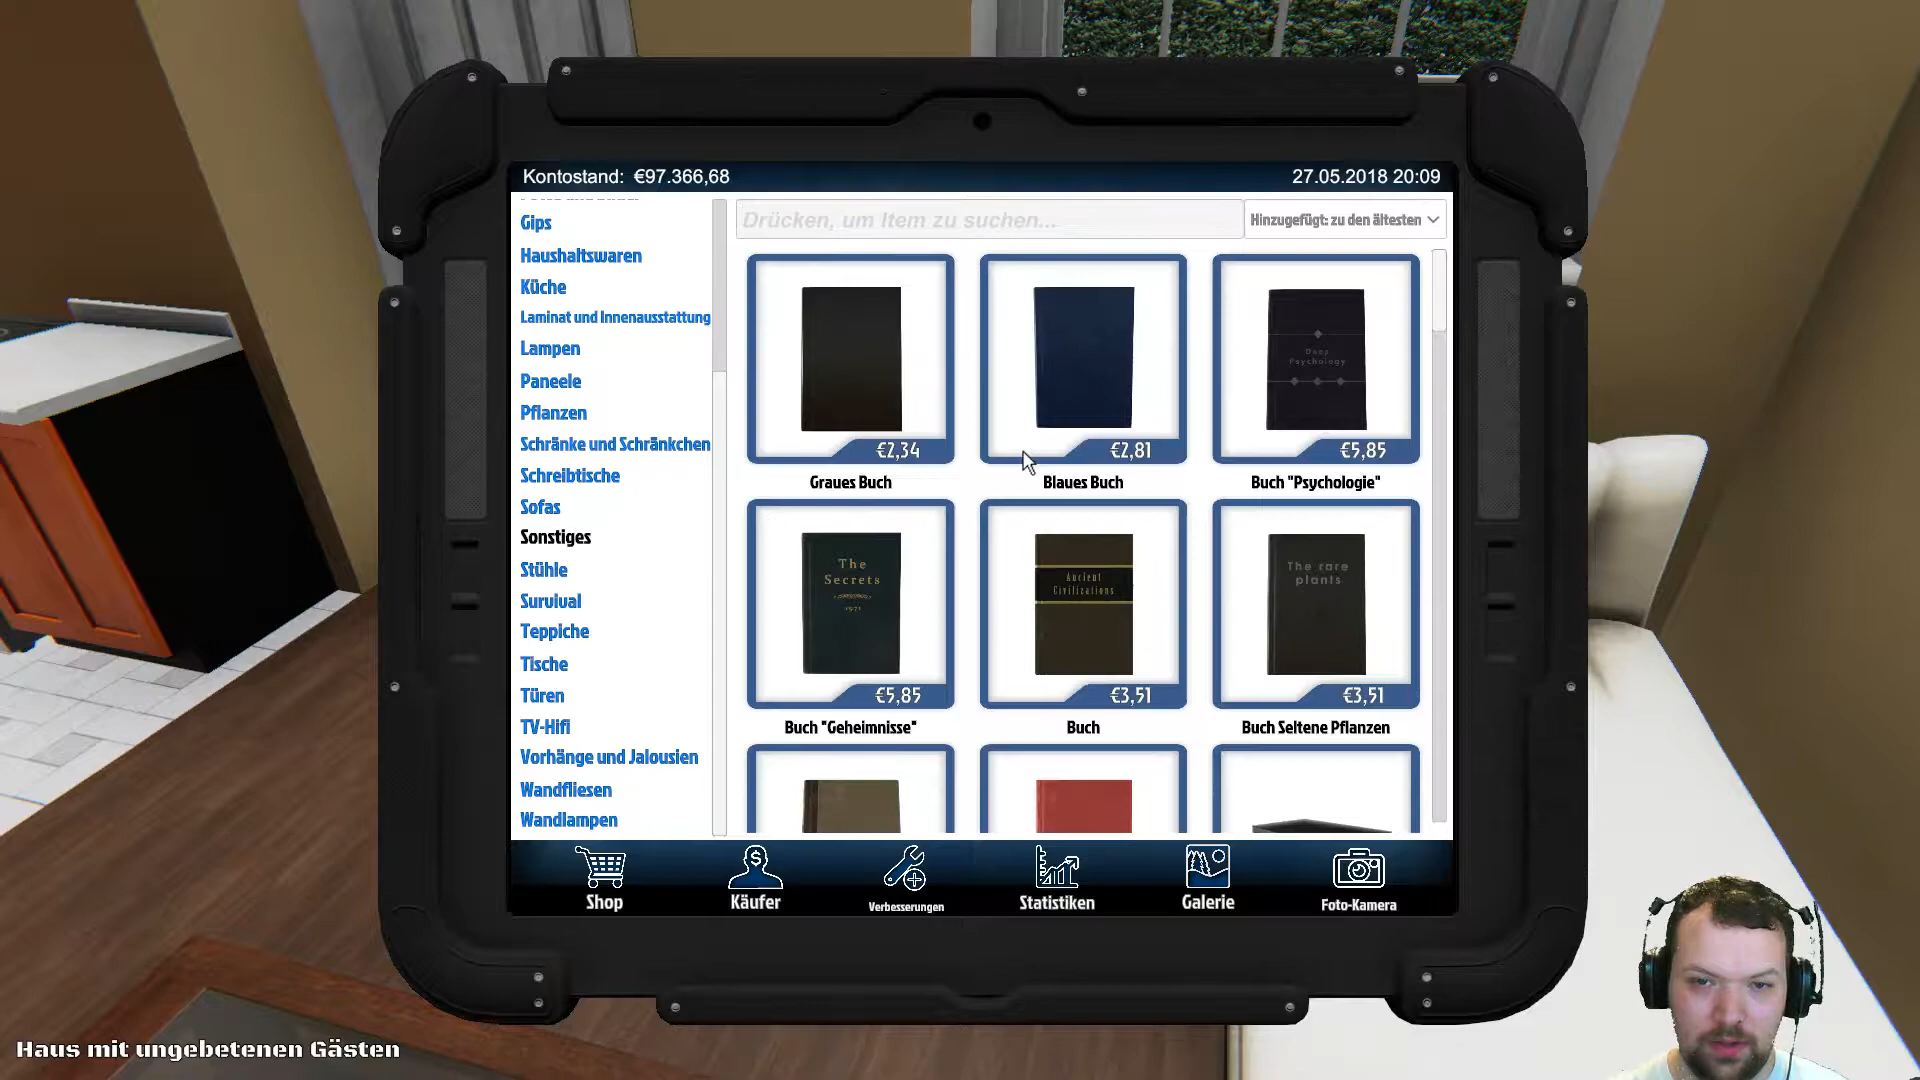 Kontostand: €97.366,68
27.05.2018 20:09
Gips
Haushaltswaren
Küche
Laminat und Innenausstattung
Lampen
Paneele
Pflanzen
Schränke und Schränkchen
Schreibtische
Sofas
Sonstiges
Stühle
Survival
Teppiche
Tische
Türen
TV-Hifi
Vorhänge und Jalousien
Wandfliesen
Wandlampen
Drücken, um Item zu suchen...
Hinzugefügt: zu den ältesten
€2,34
Graues Buch
€2,81
Blaues Buch
Deep
Psychology
€5,85
Buch "Psychologie"
The
Secrets
1971
€5,85
Buch "Geheimnisse"
Ancient
Civilizations
€3,51
Buch
The rare
plants
€3,51
Buch Seltene Pflanzen
Shop
Käufer
Verbesserungen
Statistiken
Galerie
Foto-Kamera
Haus mit ungebetenen Gästen